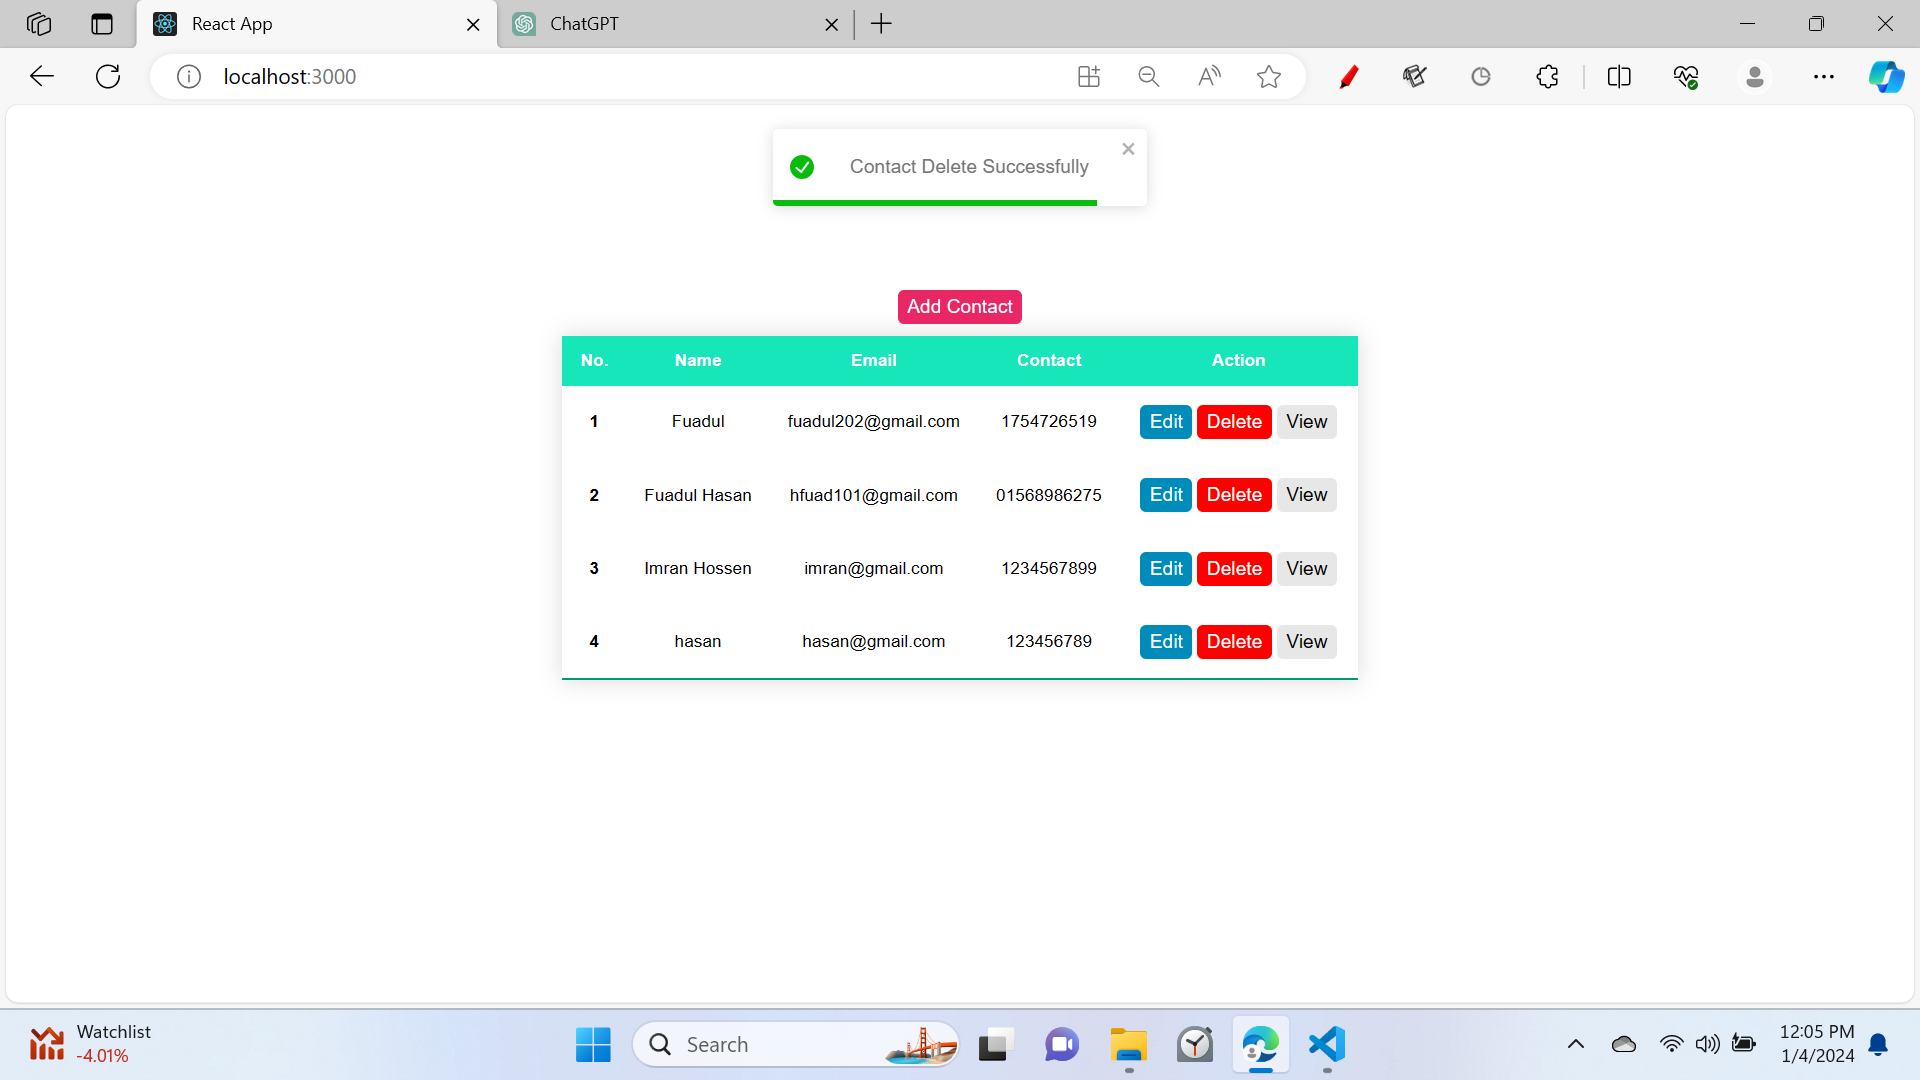 React App
ChatGPT
localhost:3000
Contact Delete Successfully
Add Contact
No. Name Email Contact Action
1 Fuadul fuadul202@gmail.com 1754726519 Edit Delete View
2 Fuadul Hasan hfuad101@gmail.com 01568986275 Edit Delete View
3 Imran Hossen imran@gmail.com 1234567899 Edit Delete View
4 hasan hasan@gmail.com 123456789 Edit Delete View
Watchlist
-4.01%
Search
12:05 PM
1/4/2024